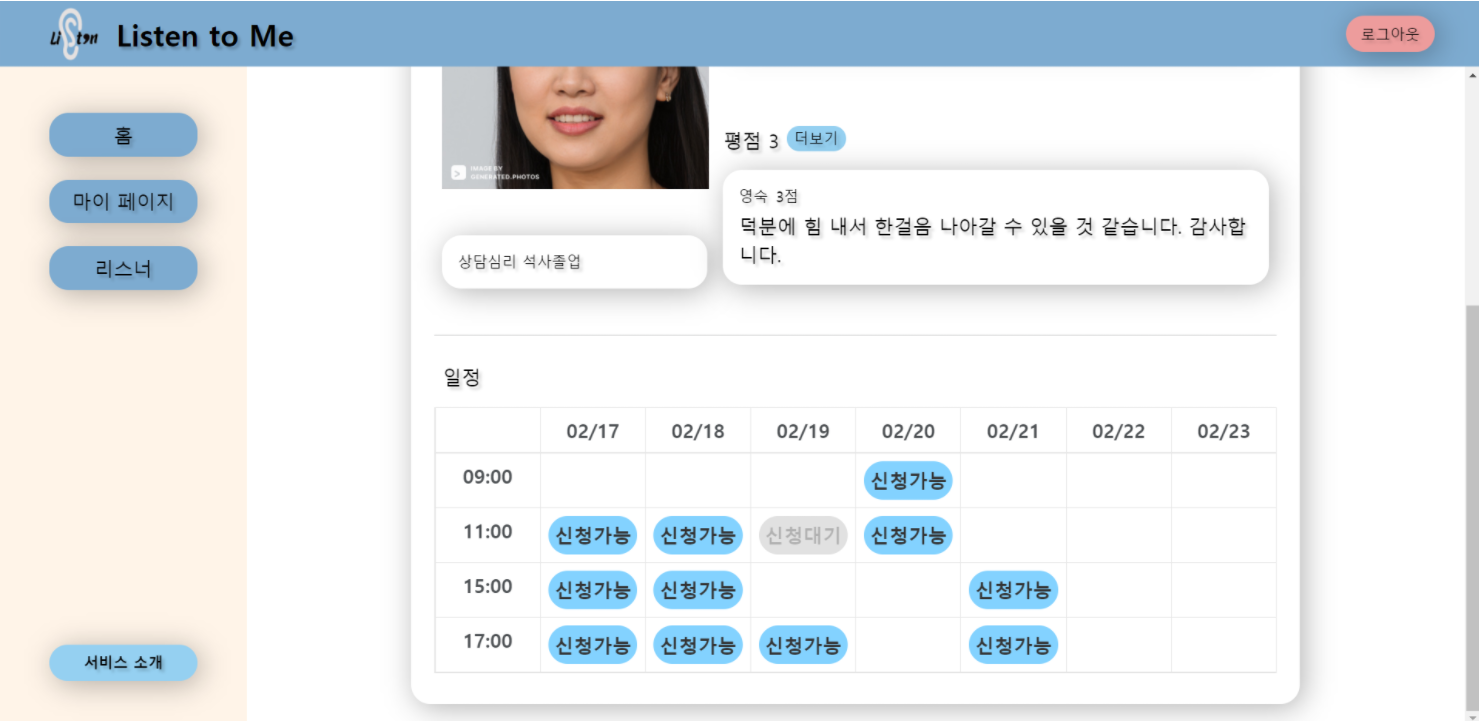 Liston Listen to Me
로그아웃
홈
마이 페이지
리스너
서비스 소개
IMAGE BY
GENERATED.PHOTOS
상담심리 석사졸업
평점 3 더보기
영숙 3점
덕분에 힘 내서 한걸음 나아갈 수 있을 것 같습니다. 감사합
니다.
일정
02/17 02/18 02/19 02/20 02/21 02/22 02/23
09:00 신청가능
11:00 신청가능 신청가능 신청대기 신청가능
15:00 신청가능 신청가능 신청가능
17:00 신청가능 신청가능 신청가능 신청가능